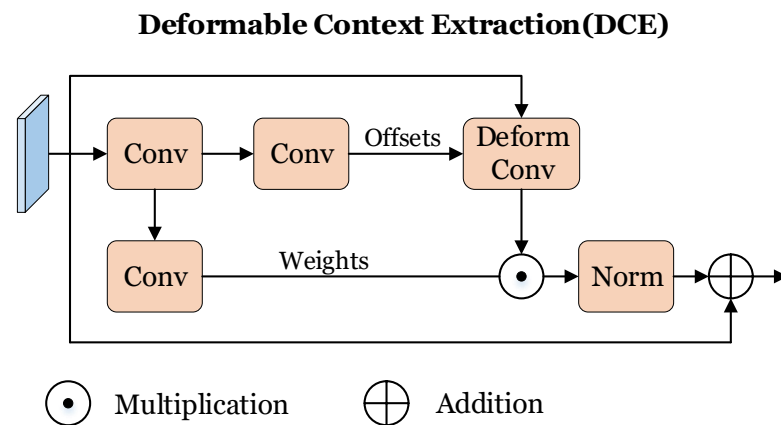 Deformable Context Extraction(DCE)
Conv
Conv
Offsets
Deform
Conv
Conv
Weights
Norm
Multiplication
Addition